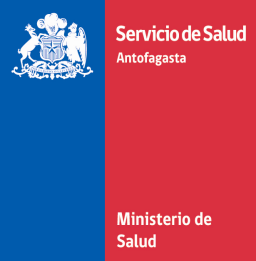 Servicio de Salud
Antofagasta
Ministerio de
Salud